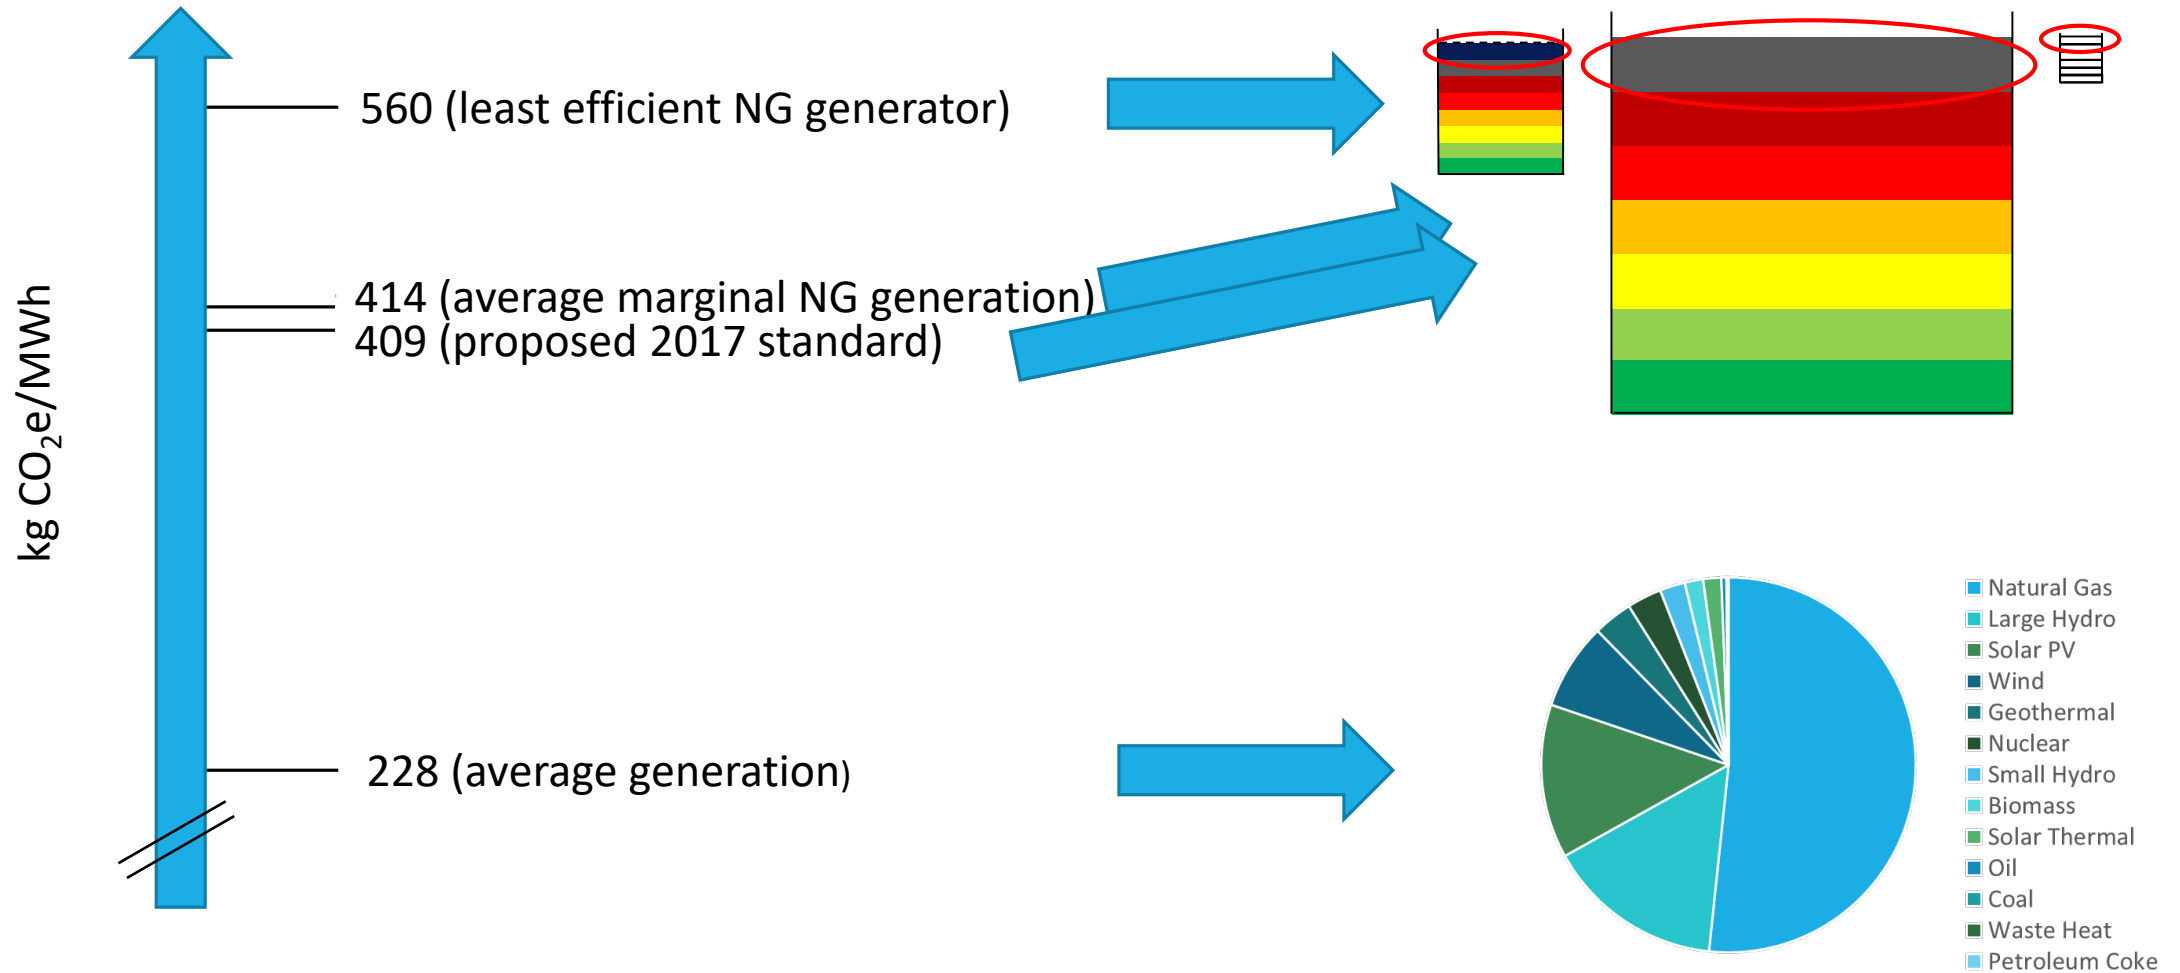 kg CO₂e/MWh
560 (least efficient NG generator)
414 (average marginal NG generation)
409 (proposed 2017 standard)
228 (average generation)
Natural Gas
Large Hydro
Solar PV
Wind
Geothermal
Nuclear
Small Hydro
Biomass
Solar Thermal
Oil
Coal
Waste Heat
Petroleum Coke